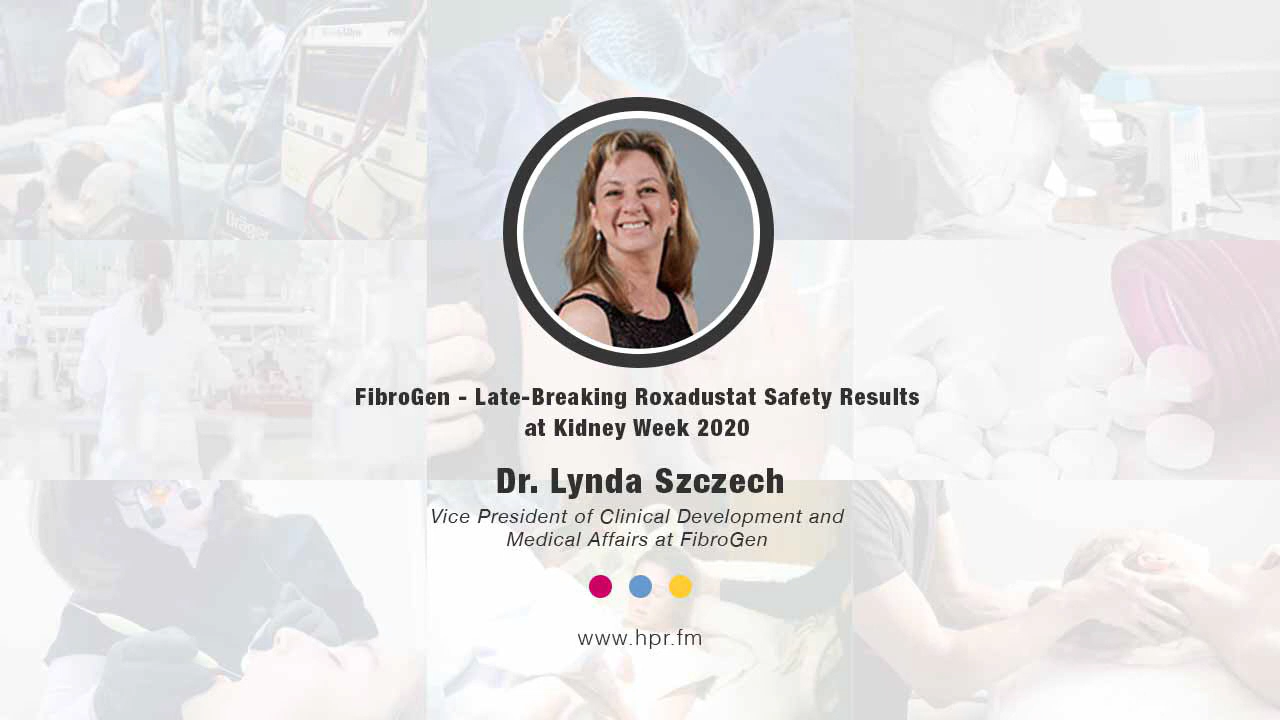 FibroGen - Late-Breaking Roxadustat Safety Results
at Kidney Week 2020
Dr. Lynda Szczech
Vice President of Clinical Development and
Medical Affairs at FibroGen
www.hpr.fm
Dräger